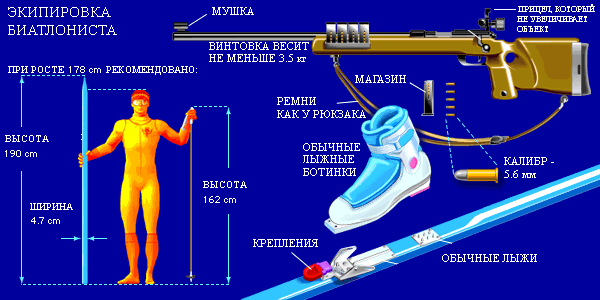 ЭКИПИРОВКА
БИАТЛОНИСТА
МУШКА
ПРИЦЕЛ, КОТОРЫЙ
НЕ УВЕЛИЧИВАЕТ
ОБЪЕКТ
ВИНТОВКА ВЕСИТ
НЕ МЕНЬШЕ 3.5 кг
ПРИ РОСТЕ 178 cm РЕКОМЕНДОВАНО:
МАГАЗИН
РЕМНИ
КАК У РЮКЗАКА
ВЫСОТА
190 cm
ОБЫЧНЫЕ
ЛЫЖНЫЕ
БОТИНКИ
КАЛИБР -
5.6 мм
ВЫСОТА
162 cm
ШИРИНА
4.7 cm
КРЕПЛЕНИЯ
ОБЫЧНЫЕ ЛЫЖИ